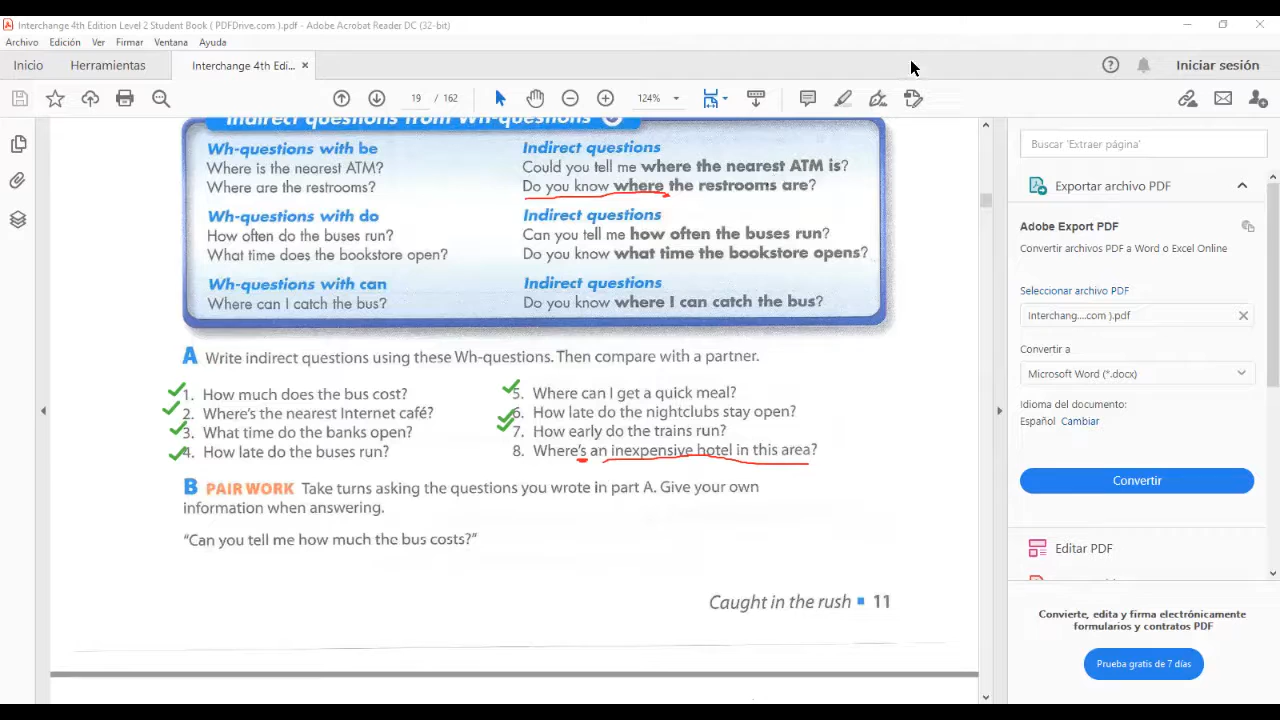 Interchange 4th Edition Level 2 Student Book ( PDFDrive.com ).pdf - Adobe Acrobat Reader DC (32-bit)
Archivo Edición Ver Firmar Ventana Ayuda
Inicio Herramientas Interchange 4th Edi... × Iniciar sesión
19 / 162 124%
Indirect questions from Wh-questions
Wh-questions with be Indirect questions
Where is the nearest ATM? Could you tell me where the nearest ATM is?
Where are the restrooms? Do you know where the restrooms are?
Wh-questions with do Indirect questions
How often do the buses run? Can you tell me how often the buses run?
What time does the bookstore open? Do you know what time the bookstore opens?
Wh-questions with can Indirect questions
Where can I catch the bus? Do you know where I can catch the bus?
A Write indirect questions using these Wh-questions. Then compare with a partner.
1. How much does the bus cost?
2. Where's the nearest Internet café?
3. What time do the banks open?
4. How late do the buses run?
5. Where can I get a quick meal?
6. How late do the nightclubs stay open?
7. How early do the trains run?
8. Where's an inexpensive hotel in this area?
B PAIR WORK Take turns asking the questions you wrote in part A. Give your own
information when answering.
"Can you tell me how much the bus costs?"
Caught in the rush ■ 11
Buscar 'Extraer página'
Exportar archivo PDF
Adobe Export PDF
Convertir archivos PDF a Word o Excel Online
Seleccionar archivo PDF
Interchang....com ).pdf
Convertir a
Microsoft Word (*.docx)
Idioma del documento:
Español Cambiar
Convertir
Editar PDF
Convierte, edita y firma electrónicamente
formularios y contratos PDF
Prueba gratis de 7 días